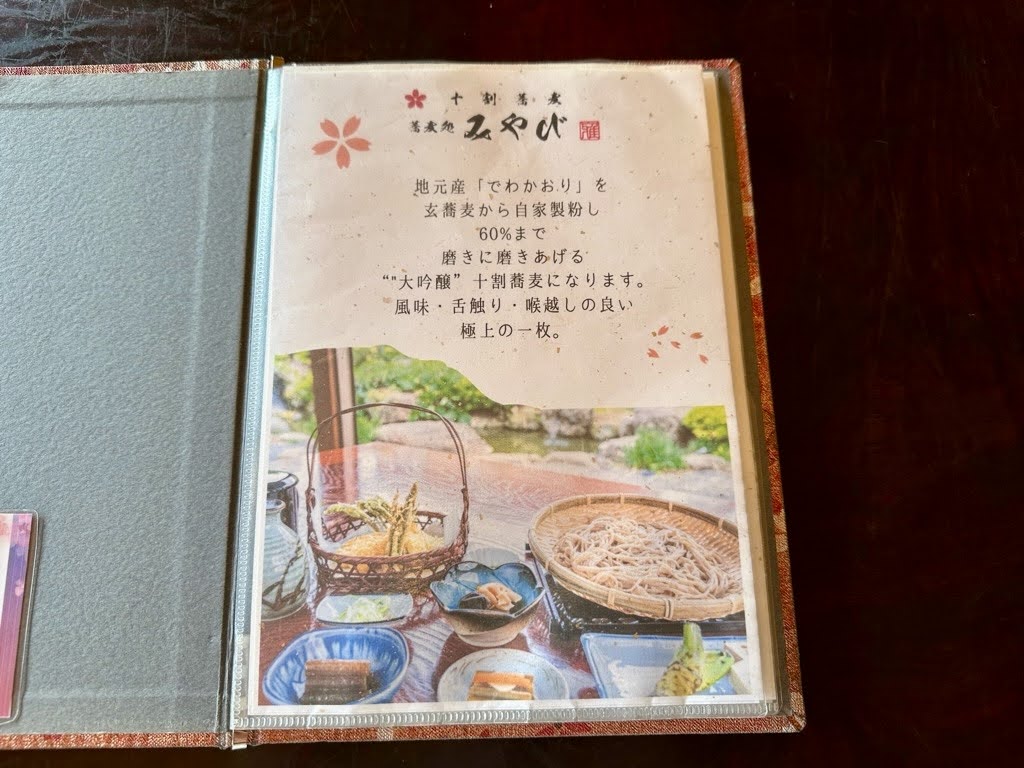 十割蕎麦
蕎麦処 みやび 雅
地元産「でわかおり」を
玄蕎麦から自家製粉し
60%まで
磨きに磨きあげる
“"大吟醸”十割蕎麦になります。
風味・舌触り・喉越しの良い
極上の一枚。